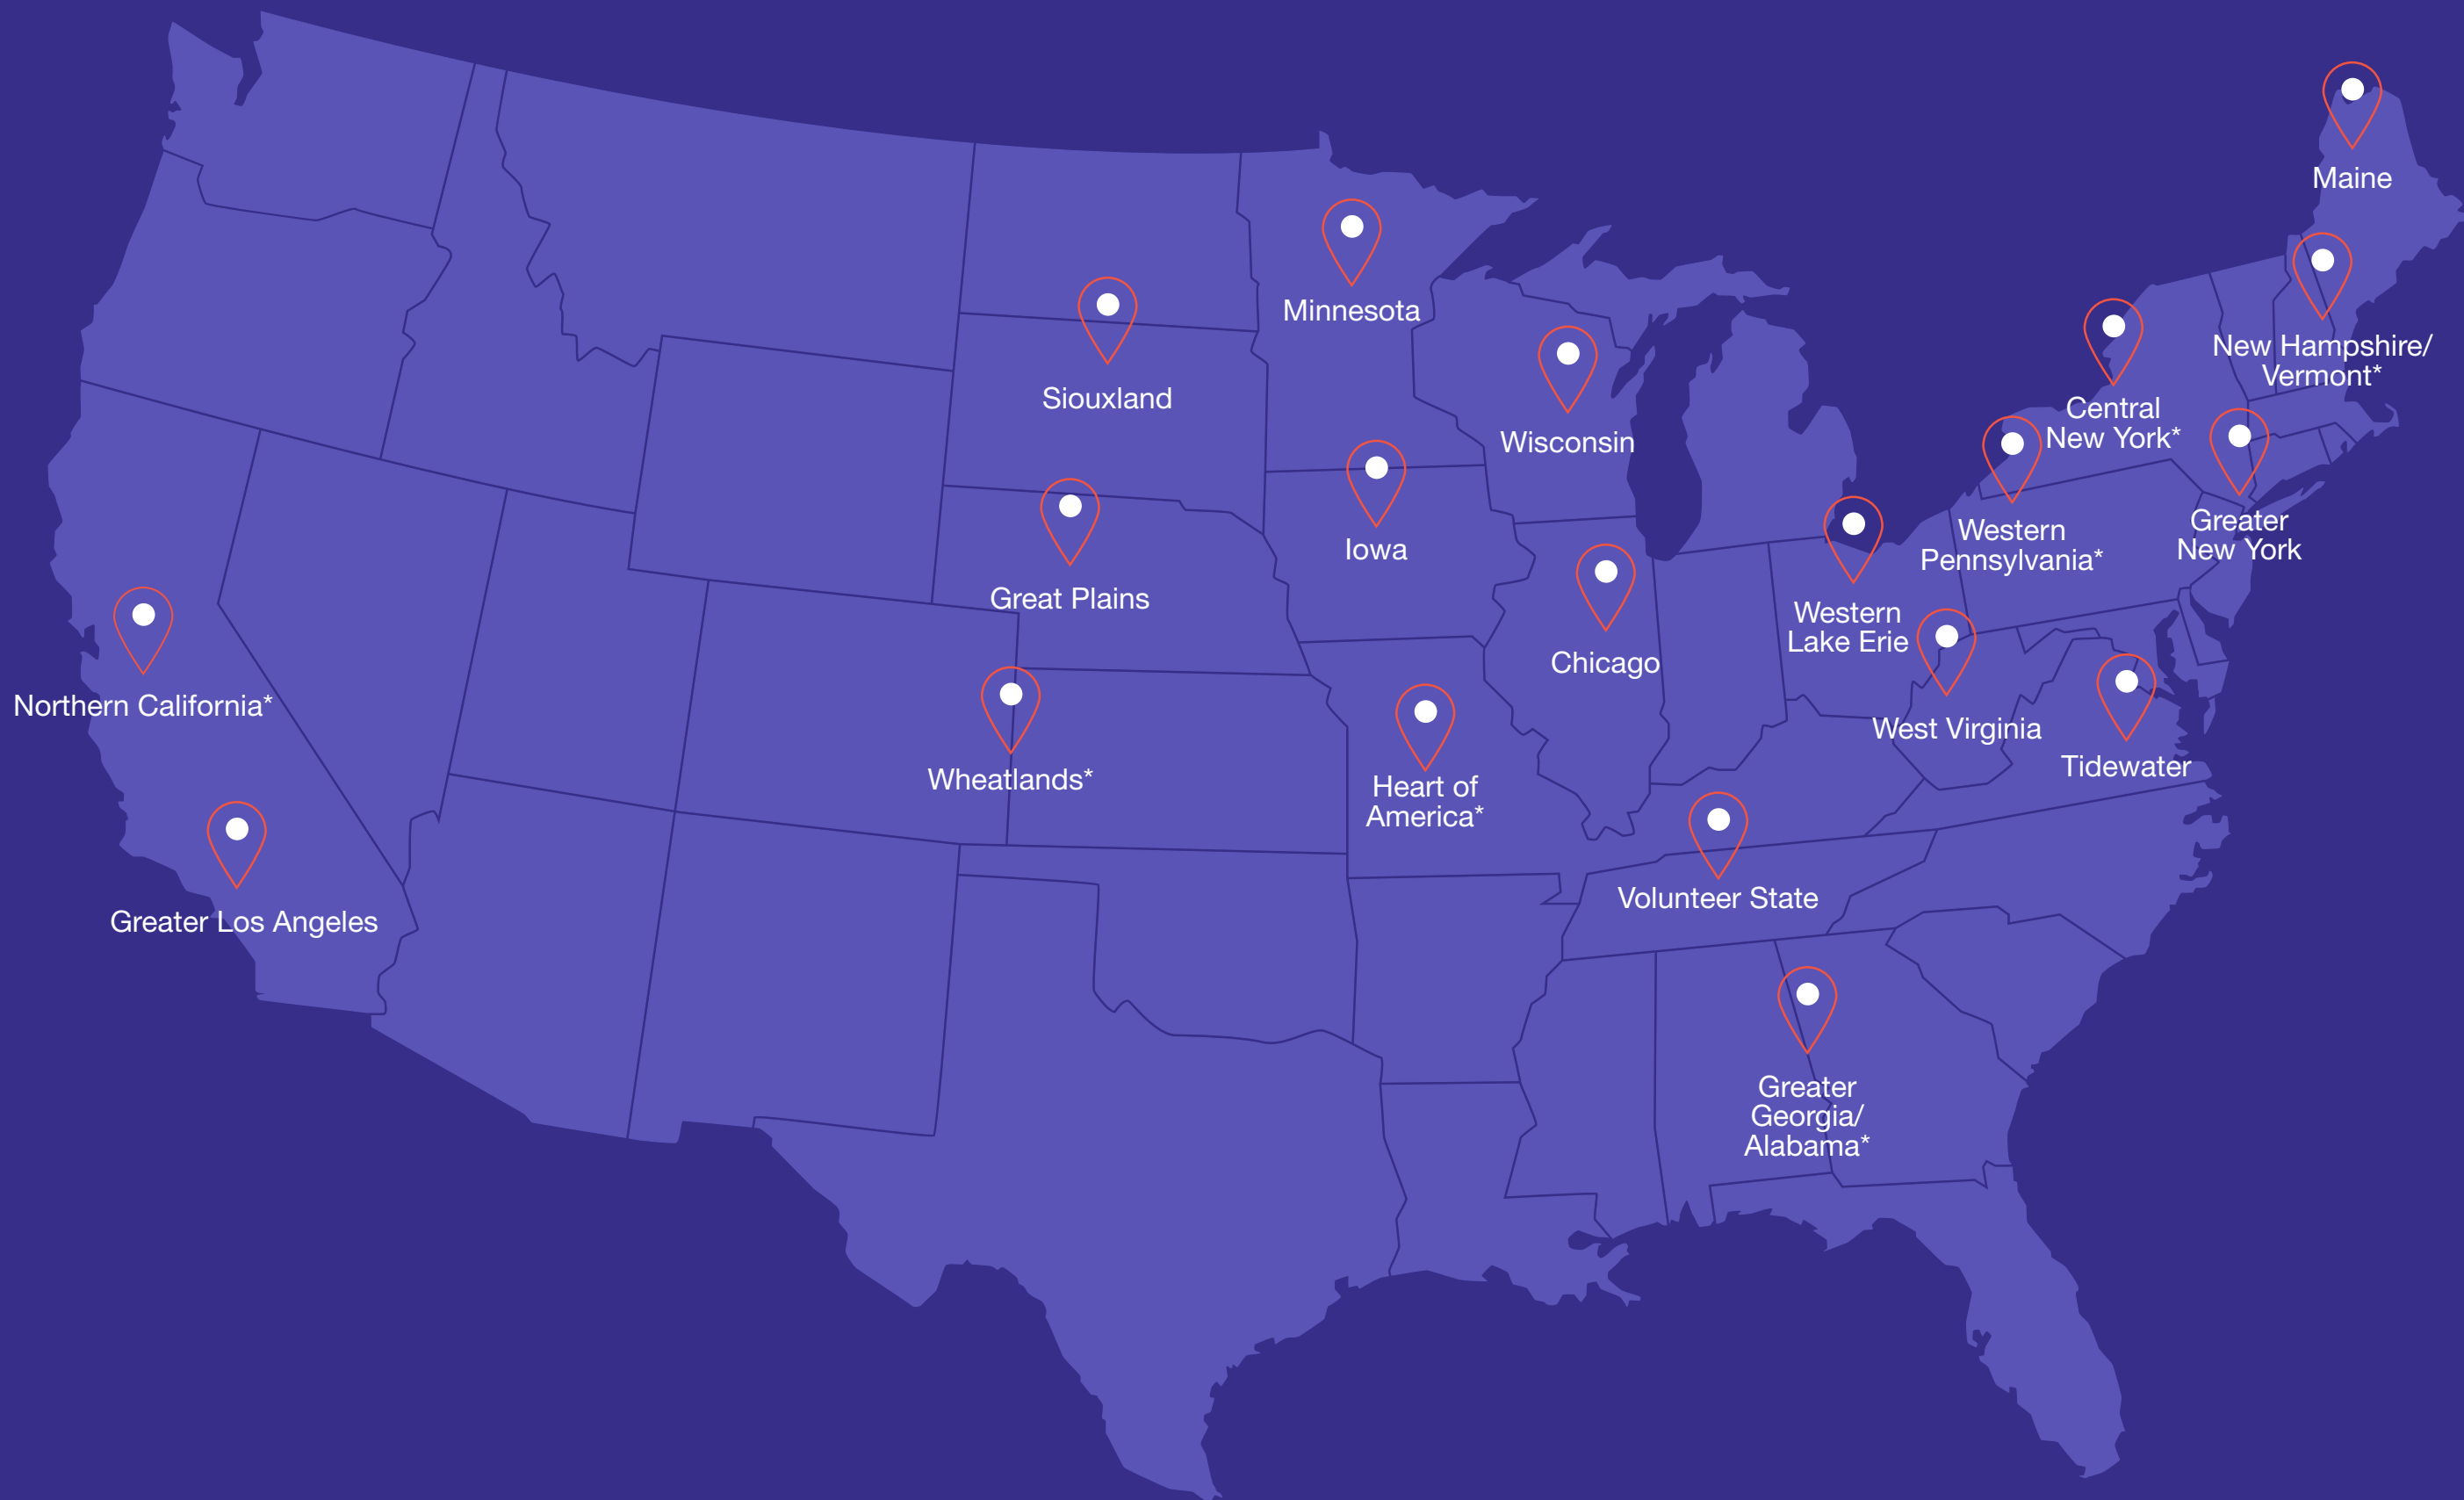 Maine
Minnesota
New Hampshire/
Vermont*
Siouxland
Central
New York*
Wisconsin
Greater
New York
Western
Pennsylvania*
Iowa
Great Plains
Western
Lake Erie
Chicago
Northern California*
West Virginia
Tidewater
Wheatlands*
Heart of
America*
Volunteer State
Greater Los Angeles
Greater
Georgia/
Alabama*